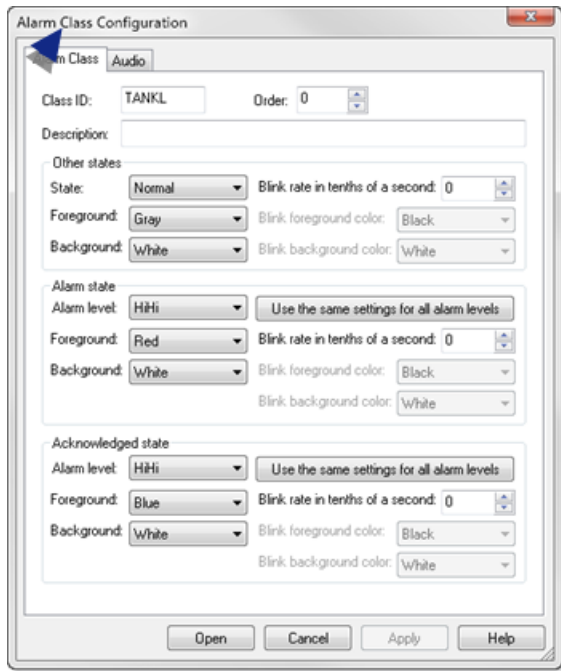 Alarm Class Configuration
m Class Audio
Class ID: TANKL Order: 0
Description:
Other states
State: Normal Blink rate in tenths of a second: 0
Foreground: Gray Blink foreground color: Black
Background: White Blink background color: White
Alarm state
Alarm level: HiHi Use the same settings for all alarm levels
Foreground: Red Blink rate in tenths of a second: 0
Background: White Blink foreground color: Black
Blink background color: White
Acknowledged state
Alarm level: HiHi Use the same settings for all alarm levels
Foreground: Blue Blink rate in tenths of a second: 0
Background: White Blink foreground color: Black
Blink background color: White
Open Cancel Apply Help